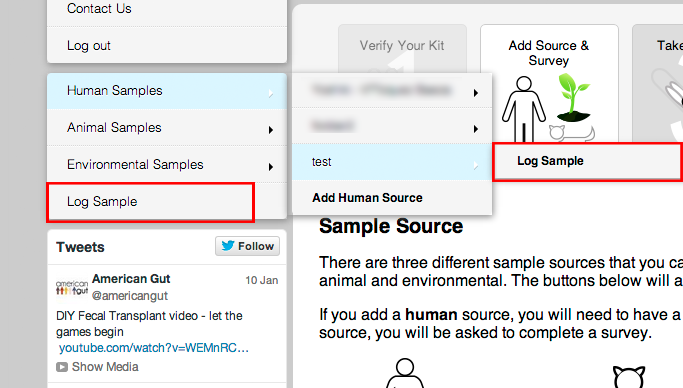 Contact Us
Log out
Human Samples
Animal Samples
Environmental Samples
Log Sample
test
Add Human Source
Log Sample
Verify Your Kit
1
Add Source &
Survey
Take
Tweets
Follow
American Gut
10 Jan
@americangut
DIY Fecal Transplant video - let the
games begin
youtube.com/watch?v=WEMnRC...
Show Media
Sample Source
There are three different sample sources that you ca
animal and environmental. The buttons below will a
If you add a human source, you will need to have a
source, you will be asked to complete a survey.